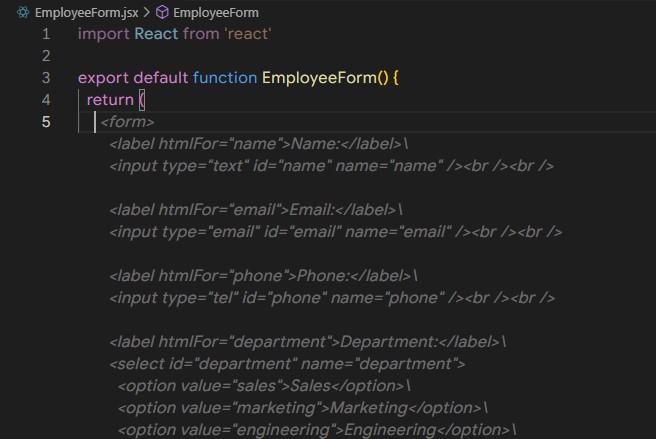 EmployeeForm.jsx > EmployeeForm
1 import React from 'react'
2
3 export default function EmployeeForm() {
4 return (
5 <form>
<label htmlFor="name">Name:</label>\
<input type="text" id="name" name="name" /><br /><br />
<label htmlFor="email">Email:</label>\
<input type="email" id="email" name="email" /><br /><br />
<label htmlFor="phone">Phone:</label>\
<input type="tel" id="phone" name="phone" /><br /><br />
<label htmlFor="department">Department:</label>\
<select id="department" name="department">
<option value="sales">Sales</option>\
<option value="marketing">Marketing</option>\
<option value="engineering">Engineering</option>\